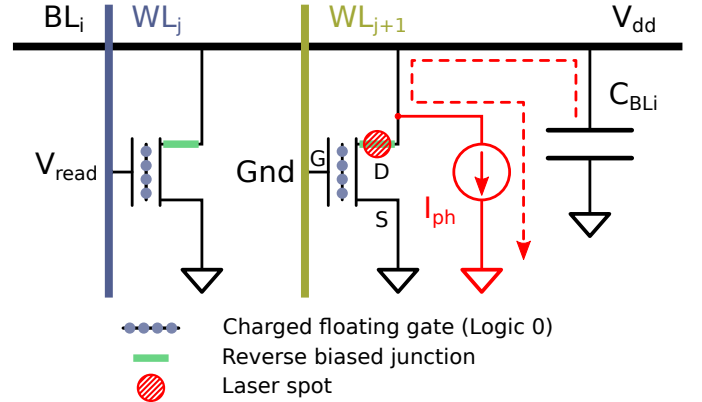 BLi WLj WLj+1 Vdd
CBLi
Vread Gnd G D
S
Iph
Charged floating gate (Logic 0)
Reverse biased junction
Laser spot